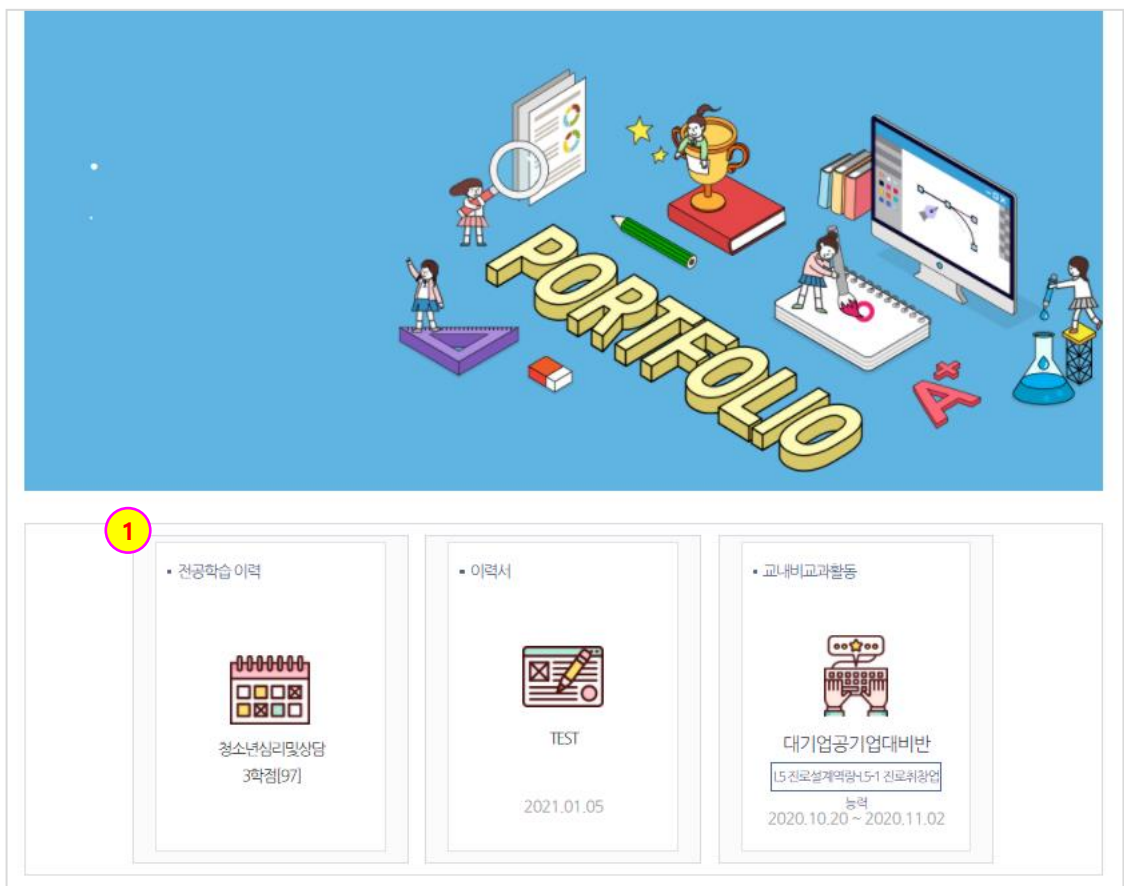 PORTFOLIO
A+
1
전공학습 이력
청소년심리및상담
3학점[97]
이력서
TEST
2021.01.05
교내비교과활동
대기업공기업대비반
I.5 진로설계역량-I.5-1 진로취창업
능력
2020.10.20 ~ 2020.11.02